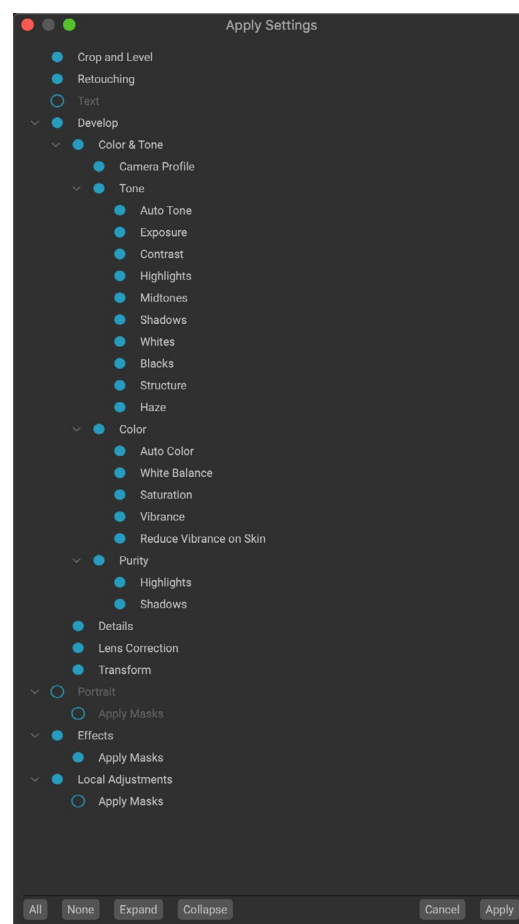 Apply Settings
Crop and Level
Retouching
Text
Develop
Color & Tone
Camera Profile
Tone
Auto Tone
Exposure
Contrast
Highlights
Midtones
Shadows
Whites
Blacks
Structure
Haze
Color
Auto Color
White Balance
Saturation
Vibrance
Reduce Vibrance on Skin
Purity
Highlights
Shadows
Details
Lens Correction
Transform
Portrait
Apply Masks
Effects
Apply Masks
Local Adjustments
Apply Masks
All None Expand Collapse Cancel Apply